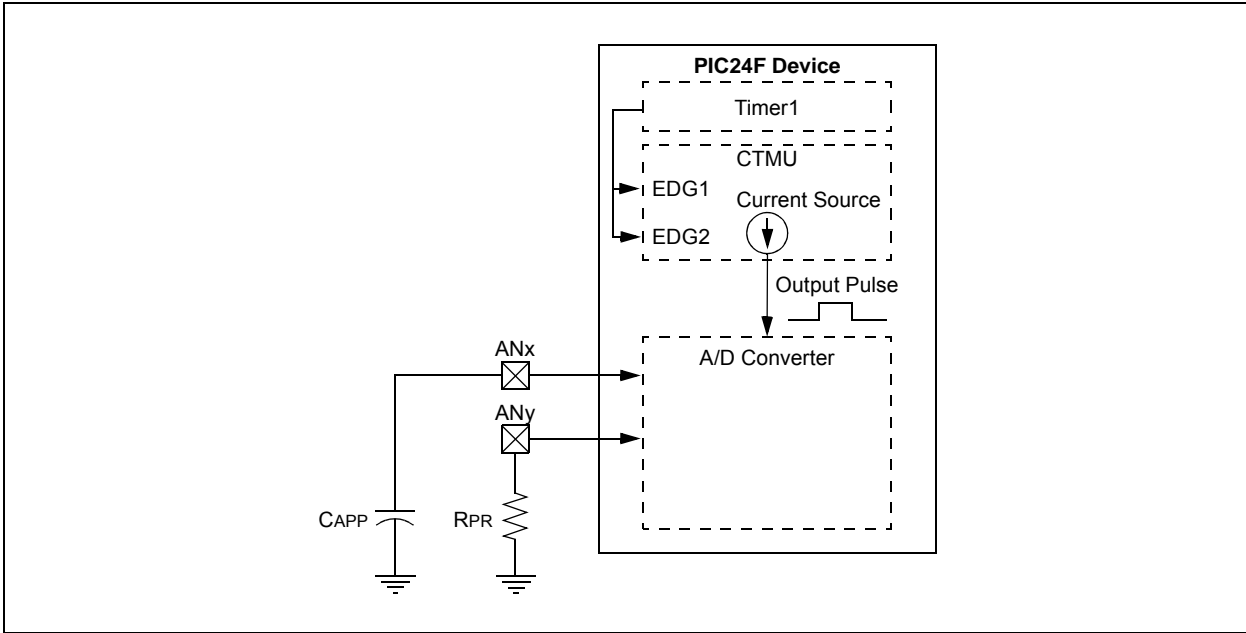 PIC24F Device
Timer1
CTMU
EDG1
Current Source
EDG2
Output Pulse
ANx
A/D Converter
ANy
CAPP
RPR